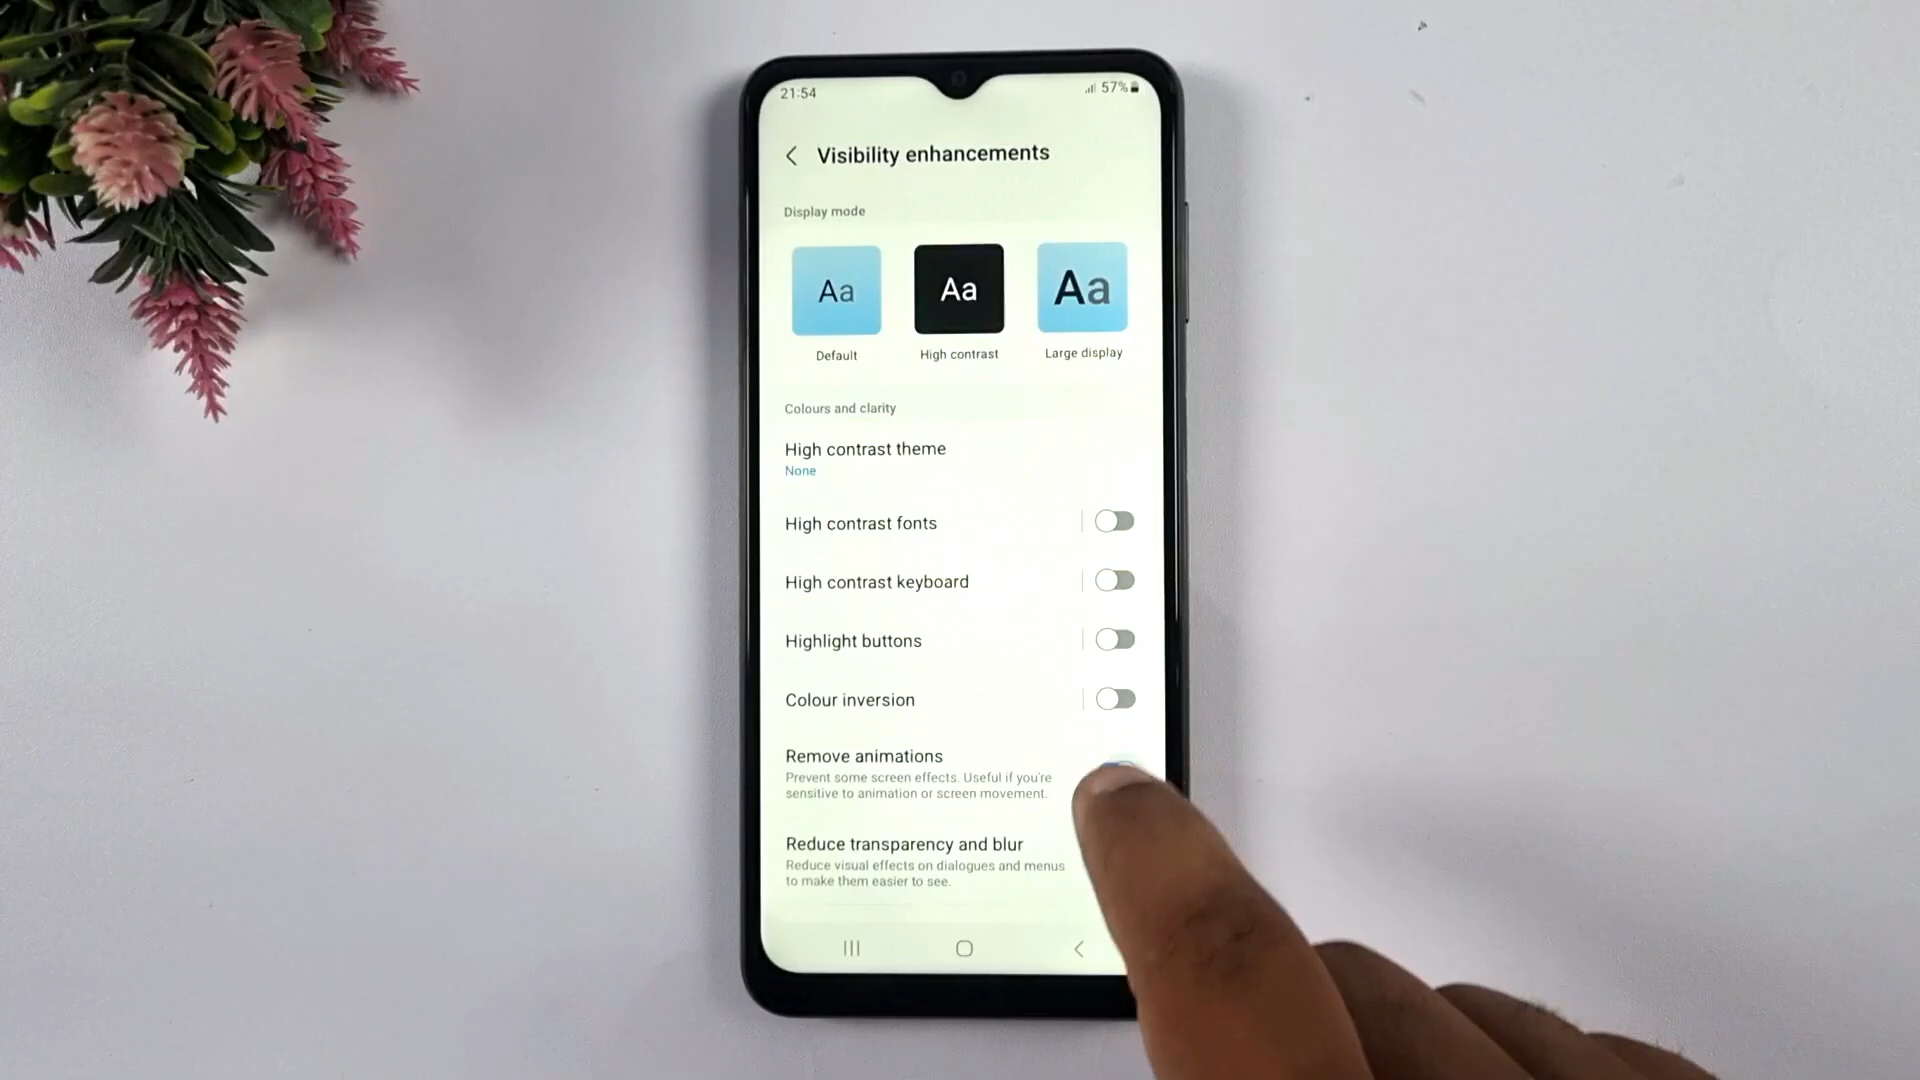 21:54
57%
Visibility enhancements
Display mode
Aa
Aa
Aa
Default
High contrast
Large display
Colours and clarity
High contrast theme
None
High contrast fonts
High contrast keyboard
Highlight buttons
Colour inversion
Remove animations
Prevent some screen effects. Useful if you're
sensitive to animation or screen movement.
Reduce transparency and blur
Reduce visual effects on dialogues and menus
to make them easier to see.